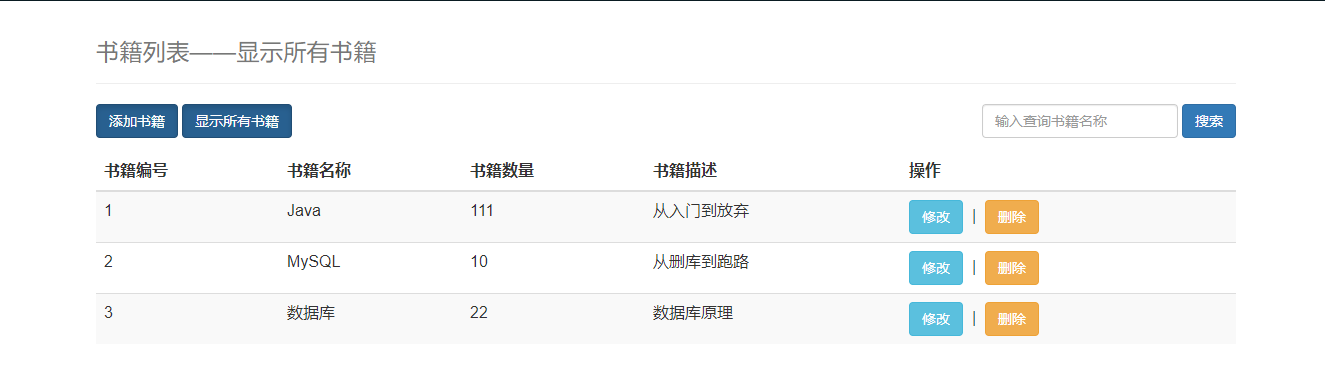 书籍列表——显示所有书籍
添加书籍 显示所有书籍 输入查询书籍名称 搜索
书籍编号 书籍名称 书籍数量 书籍描述 操作
1 Java 111 从入门到放弃 修改 | 删除
2 MySQL 10 从删库到跑路 修改 | 删除
3 数据库 22 数据库原理 修改 | 删除